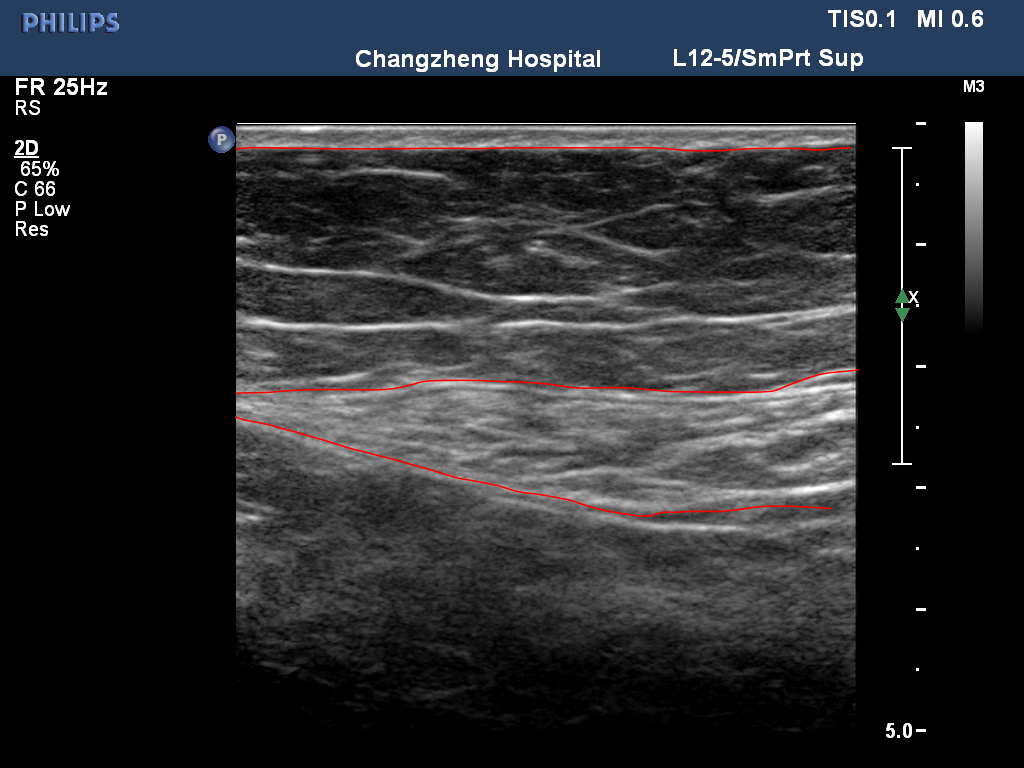 PHILIPS
TIS0.1 MI 0.6
Changzheng Hospital
L12-5/SmPrt Sup
FR 25Hz
RS
M3
P
2D
65%
C 66
P Low
Res
X
5.0